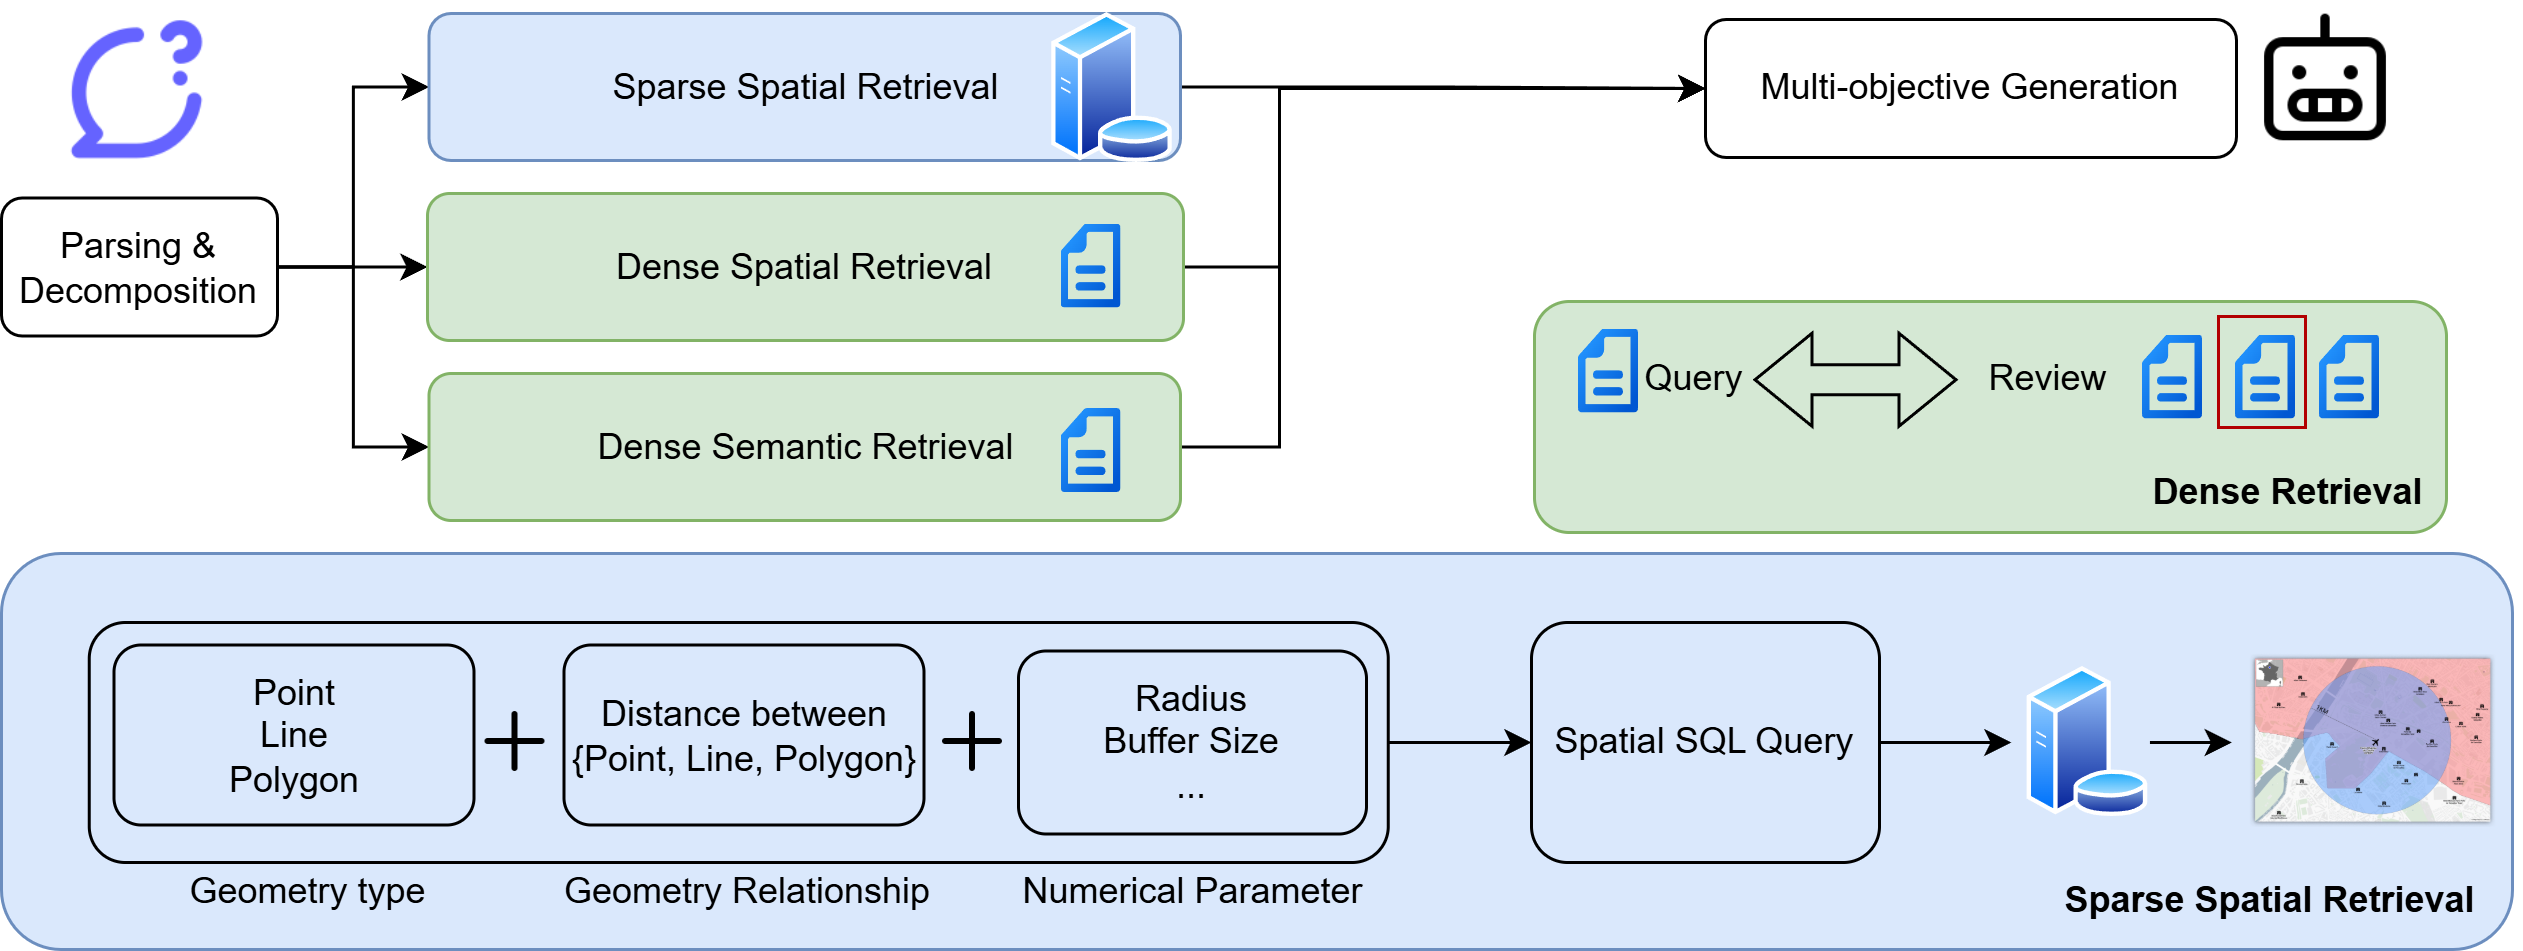 Sparse Spatial Retrieval
Multi-objective Generation
Parsing &
Decomposition
Dense Spatial Retrieval
Dense Semantic Retrieval
Query
Review
Dense Retrieval
Point
Line
Polygon
Distance between
{Point, Line, Polygon}
Radius
Buffer Size
...
Spatial SQL Query
Geometry type
Geometry Relationship
Numerical Parameter
Sparse Spatial Retrieval